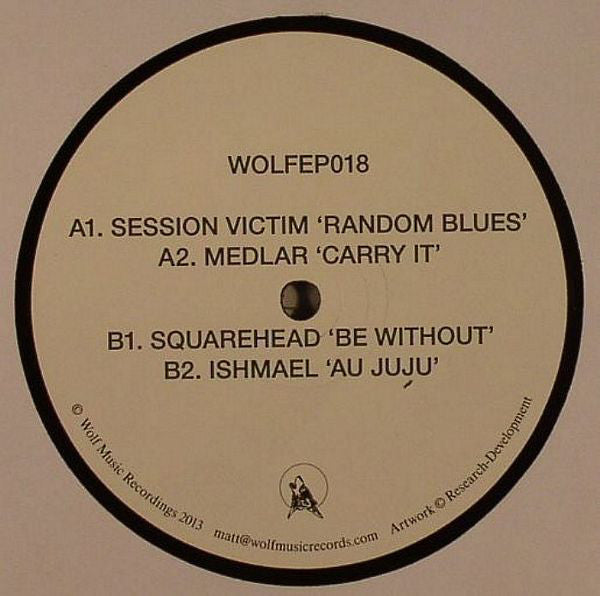 WOLFEP018
A1. SESSION VICTIM ‘RANDOM BLUES’
A2. MEDLAR ‘CARRY IT’
B1. SQUAREHEAD ‘BE WITHOUT’
B2. ISHMAEL ‘AU JUJU’
© Wolf Music Recordings 2013
matt@wolfmusicrecords.com
Artwork © Research-Development